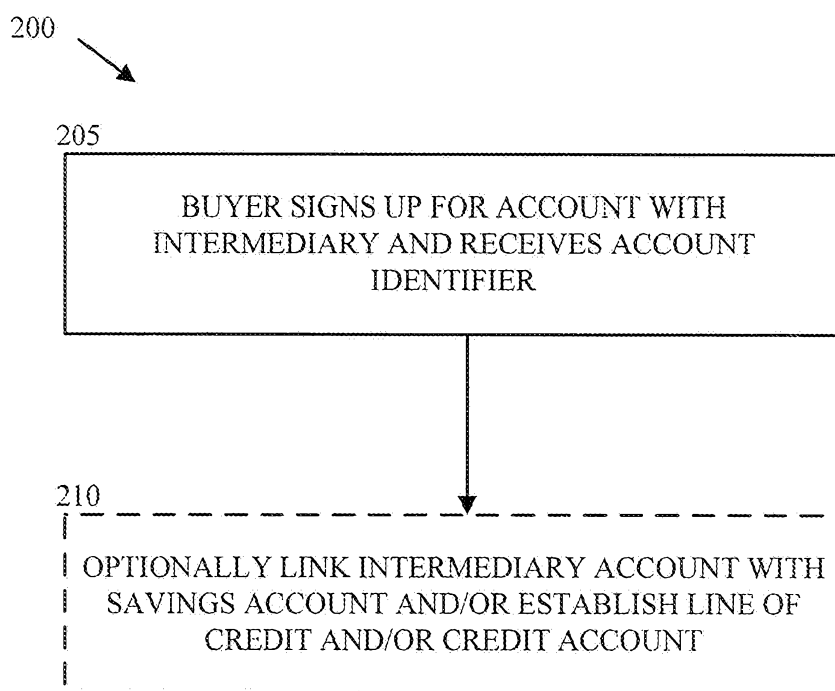 200
205
BUYER SIGNS UP FOR ACCOUNT WITH
INTERMEDIARY AND RECEIVES ACCOUNT
IDENTIFIER
210
OPTIONALLY LINK INTERMEDIARY ACCOUNT WITH
SAVINGS ACCOUNT AND/OR ESTABLISH LINE OF
CREDIT AND/OR CREDIT ACCOUNT